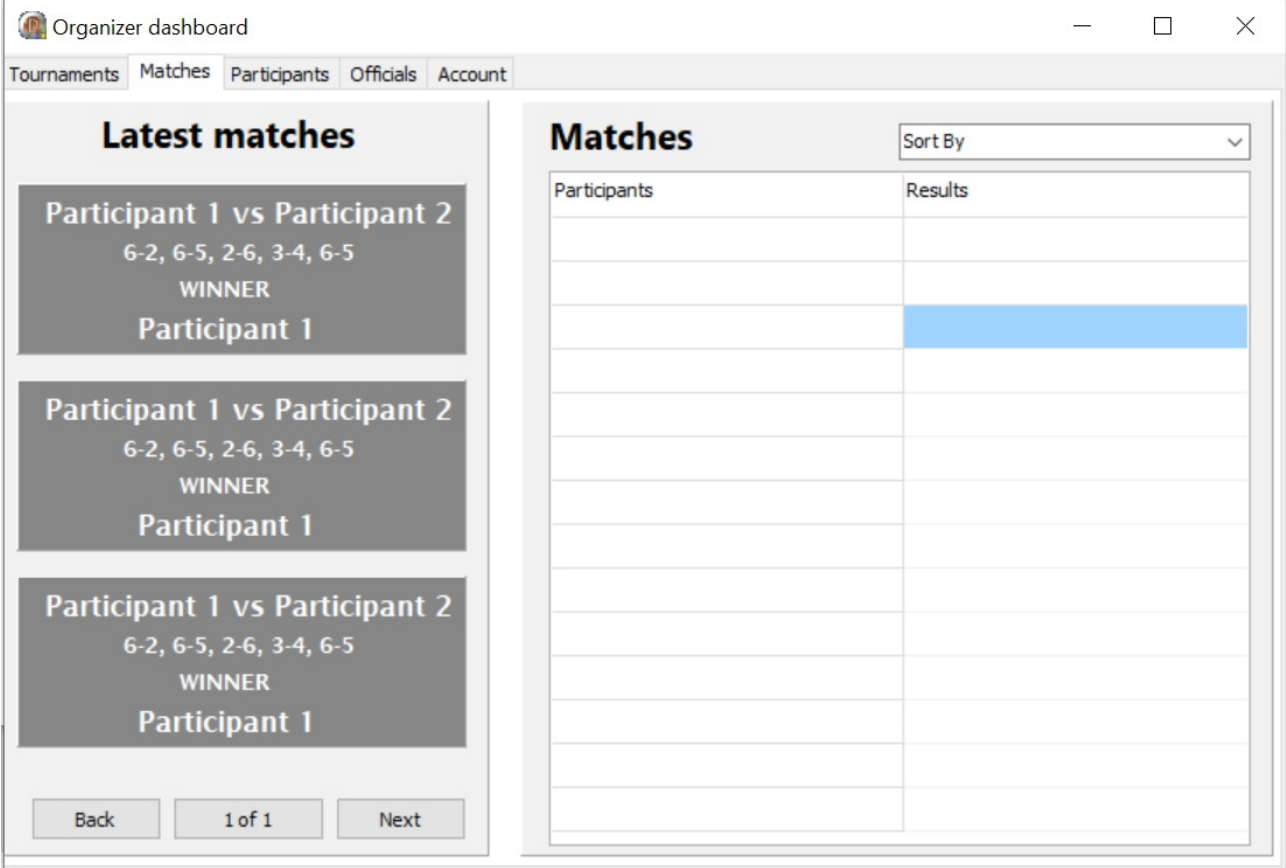 Organizer dashboard
Tournaments Matches Participants Officials Account
Latest matches
Participant 1 vs Participant 2
6-2, 6-5, 2-6, 3-4, 6-5
WINNER
Participant 1
Participant 1 vs Participant 2
6-2, 6-5, 2-6, 3-4, 6-5
WINNER
Participant 1
Participant 1 vs Participant 2
6-2, 6-5, 2-6, 3-4, 6-5
WINNER
Participant 1
Back 1 of 1 Next
Matches Sort By
Participants Results